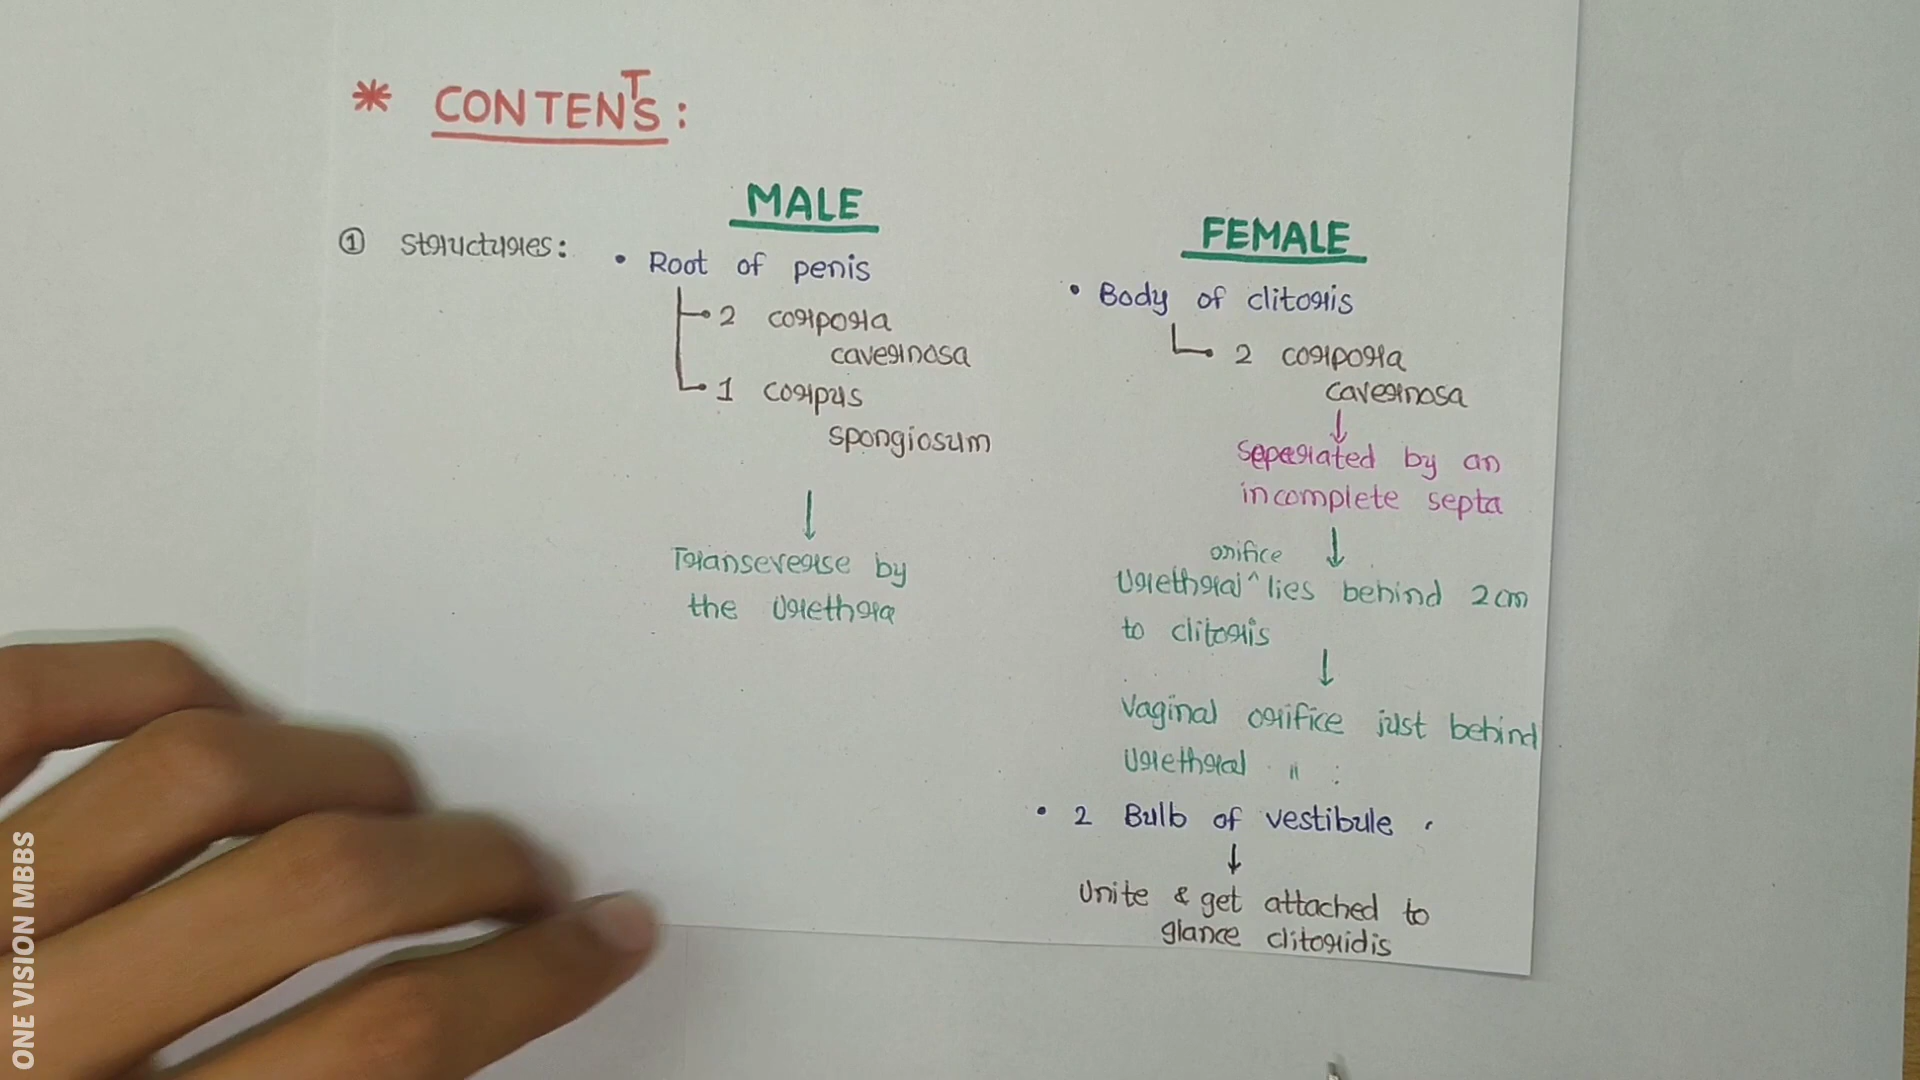 * CONTENTS:
MALE
① Structures:
• Root of penis
2 corpora
cavernosa
1 corpus
spongiosum
Transeverse by
the Urethra
FEMALE
• Body of clitoris
2 corpora
cavernosa
Seperated by an
incomplete septa
orifice
Urethral ^ lies behind 2cm
to clitoris
Vaginal orifice just behind
Urethral " :
• 2 Bulb of vestibule
Unite & get attached to
glance clitoridis
ONE VISION MBBS